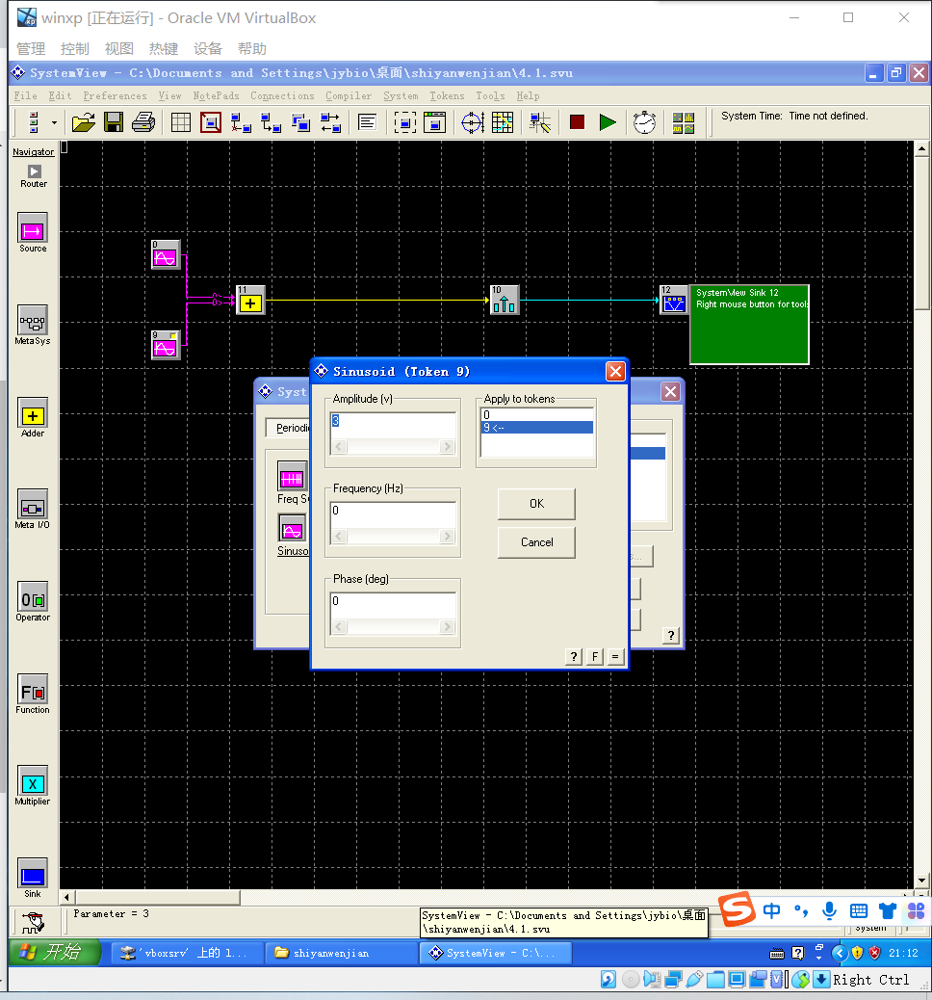 winxp [正在运行] - Oracle VM VirtualBox
管理 控制 视图 热键 设备 帮助
SystemView - C:\Documents and Settings\jybio\桌面\shiyanwenjian\4.1.svu
File Edit Preferences View NotePads Connections Compiler System Tokens Tools Help
System Time: Time not defined.
Navigator
Router
Source
MetaSys
Adder
Meta I/O
Operator
Function
Multiplier
Sink
0
9
11
10
12
SystemView Sink 12
Right mouse button for tools
Syst
Periodic
Freq S
Sinuso
Sinusoid (Token 9)
Amplitude (v)
3
Apply to tokens
0
9 <--
Frequency (Hz)
0
OK
Cancel
Phase (deg)
0
? F =
?
Parameter = 3
SystemView - C:\Documents and Settings\jybio\桌面
\shiyanwenjian\4.1.svu
中
System
开始
'vboxsrv' 上的 l...
shiyanwenjian
SystemView - C:\...
21:12
Right Ctrl